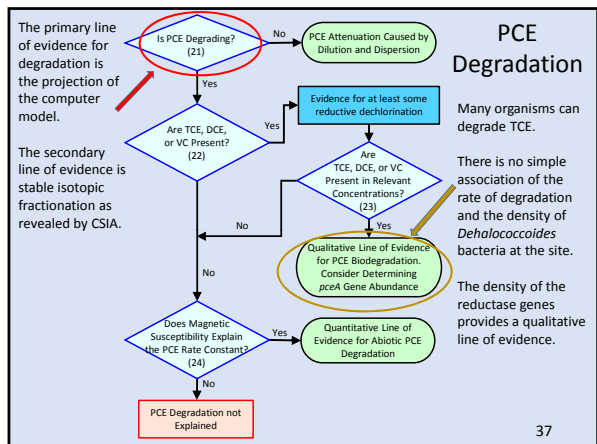 PCE
Degradation
The primary line
of evidence for
degradation is
the projection of
the computer
model.
The secondary
line of evidence is
stable isotopic
fractionation as
revealed by CSIA.
Is PCE Degrading?
(21)
No
PCE Attenuation Caused by
Dilution and Dispersion
Yes
Are TCE, DCE,
or VC Present?
(22)
Yes
Evidence for at least some
reductive dechlorination
Are
TCE, DCE, or VC
Present in Relevant
Concentrations?
(23)
No
Yes
Qualitative Line of Evidence
for PCE Biodegradation.
Consider Determining
pceA Gene Abundance
No
Does Magnetic
Susceptibility Explain
the PCE Rate Constant?
(24)
Yes
Quantitative Line of
Evidence for Abiotic PCE
Degradation
No
PCE Degradation not
Explained
Many organisms can
degrade TCE.
There is no simple
association of the
rate of degradation
and the density of
Dehalococcoides
bacteria at the site.
The density of the
reductase genes
provides a qualitative
line of evidence.
37